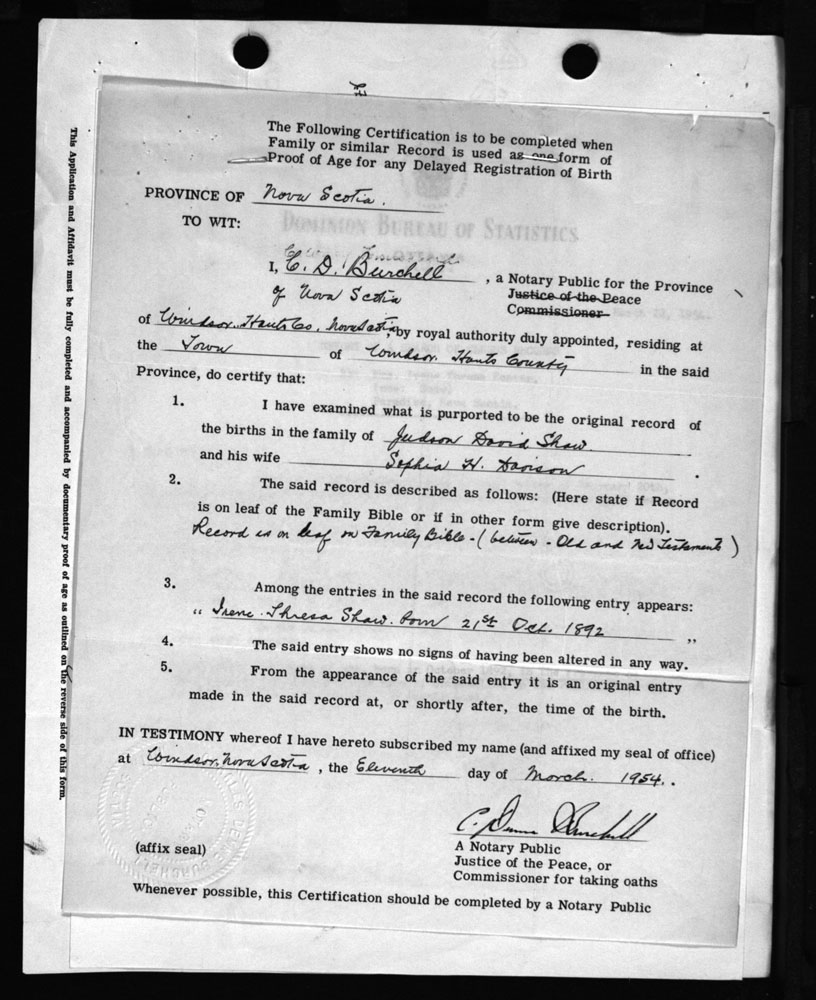 The Following Certification is to be completed when
Family or similar Record is used as one form of
Proof of Age for any Delayed Registration of Birth
PROVINCE OF Nova Scotia.
TO WIT:
DOMINION BUREAU OF STATISTICS
I, C. D. Burchell , a Notary Public for the Province
of Nova Scotia Justice of the Peace
Commissioner
of Windsor, Hants Co, Nova Scotia, by royal authority duly appointed, residing at
the Town of Windsor Hants County in the said
Province, do certify that:
1. I have examined what is purported to be the original record of
the births in the family of Judson David Shaw
and his wife Sophia H. Davison .
2. The said record is described as follows: (Here state if Record
is on leaf of the Family Bible or if in other form give description).
Record is on leaf on Family Bible - (between - Old and New Testaments)
3. Among the entries in the said record the following entry appears:
" Irene Thresa Shaw. born 21st Oct. 1892 "
4. The said entry shows no signs of having been altered in any way.
5. From the appearance of the said entry it is an original entry
made in the said record at, or shortly after, the time of the birth.
IN TESTIMONY whereof I have hereto subscribed my name (and affixed my seal of office)
at Windsor, Nova Scotia , the Eleventh day of March. 1954.
(affix seal)
A Notary Public
Justice of the Peace, or
Commissioner for taking oaths
Whenever possible, this Certification should be completed by a Notary Public
This Application and Affidavit must be fully completed and accompanied by documentary proof of age as outlined on the reverse side of this form.